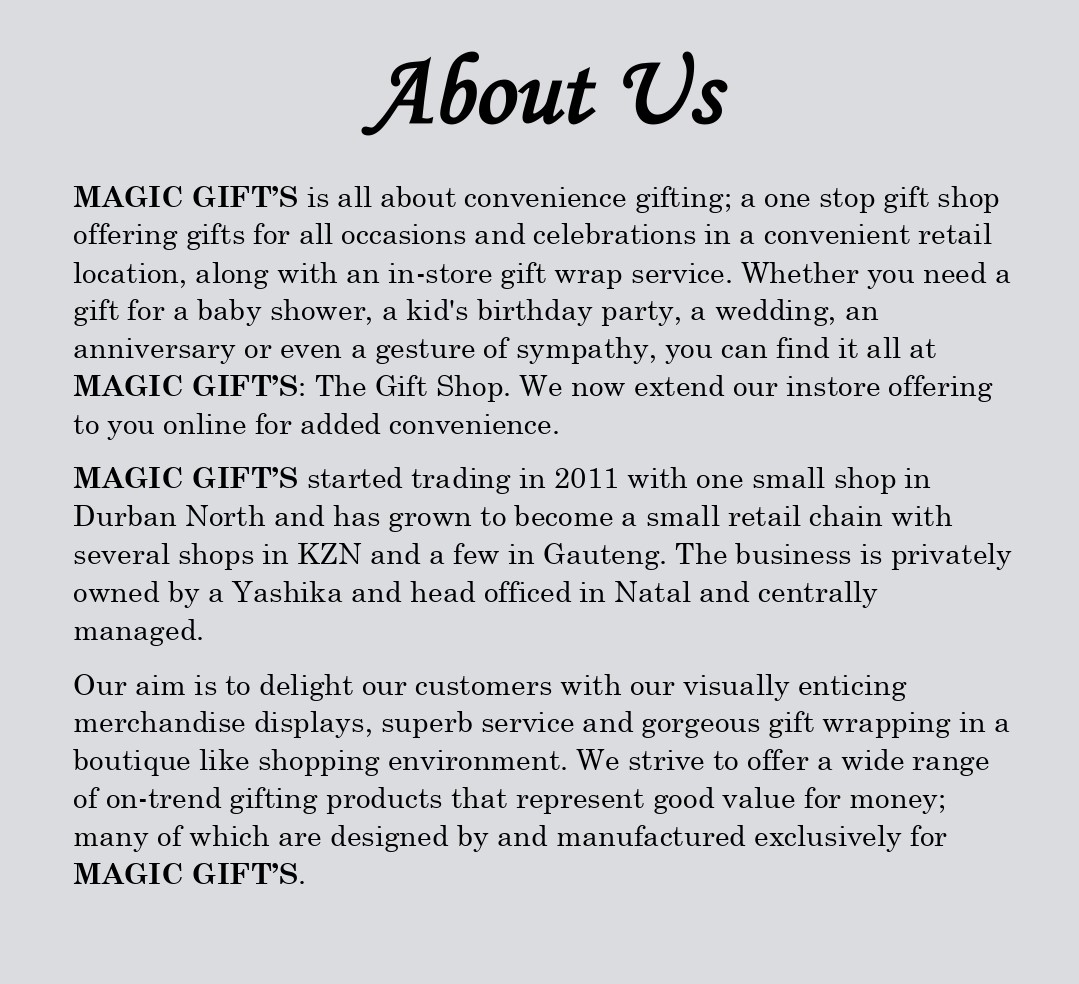 About Us
MAGIC GIFT’S is all about convenience gifting; a one stop gift shop
offering gifts for all occasions and celebrations in a convenient retail
location, along with an in-store gift wrap service. Whether you need a
gift for a baby shower, a kid's birthday party, a wedding, an
anniversary or even a gesture of sympathy, you can find it all at
MAGIC GIFT’S: The Gift Shop. We now extend our instore offering
to you online for added convenience.
MAGIC GIFT’S started trading in 2011 with one small shop in
Durban North and has grown to become a small retail chain with
several shops in KZN and a few in Gauteng. The business is privately
owned by a Yashika and head officed in Natal and centrally
managed.
Our aim is to delight our customers with our visually enticing
merchandise displays, superb service and gorgeous gift wrapping in a
boutique like shopping environment. We strive to offer a wide range
of on-trend gifting products that represent good value for money;
many of which are designed by and manufactured exclusively for
MAGIC GIFT’S.